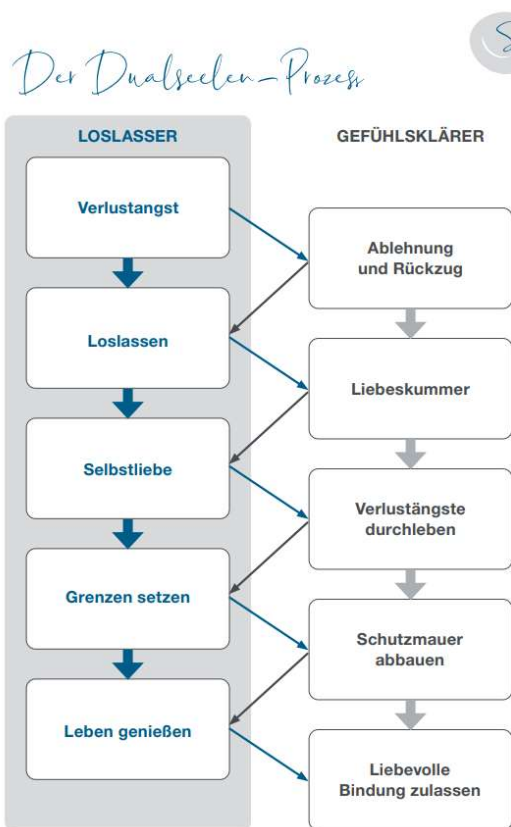 Der Dualseelen-Prozess
LOSLASSER
GEFÜHLSKLÄRER
Verlustangst
Ablehnung
und Rückzug
Loslassen
Liebeskummer
Selbstliebe
Verlustängste
durchleben
Grenzen setzen
Schutzmauer
abbauen
Leben genießen
Liebevolle
Bindung zulassen